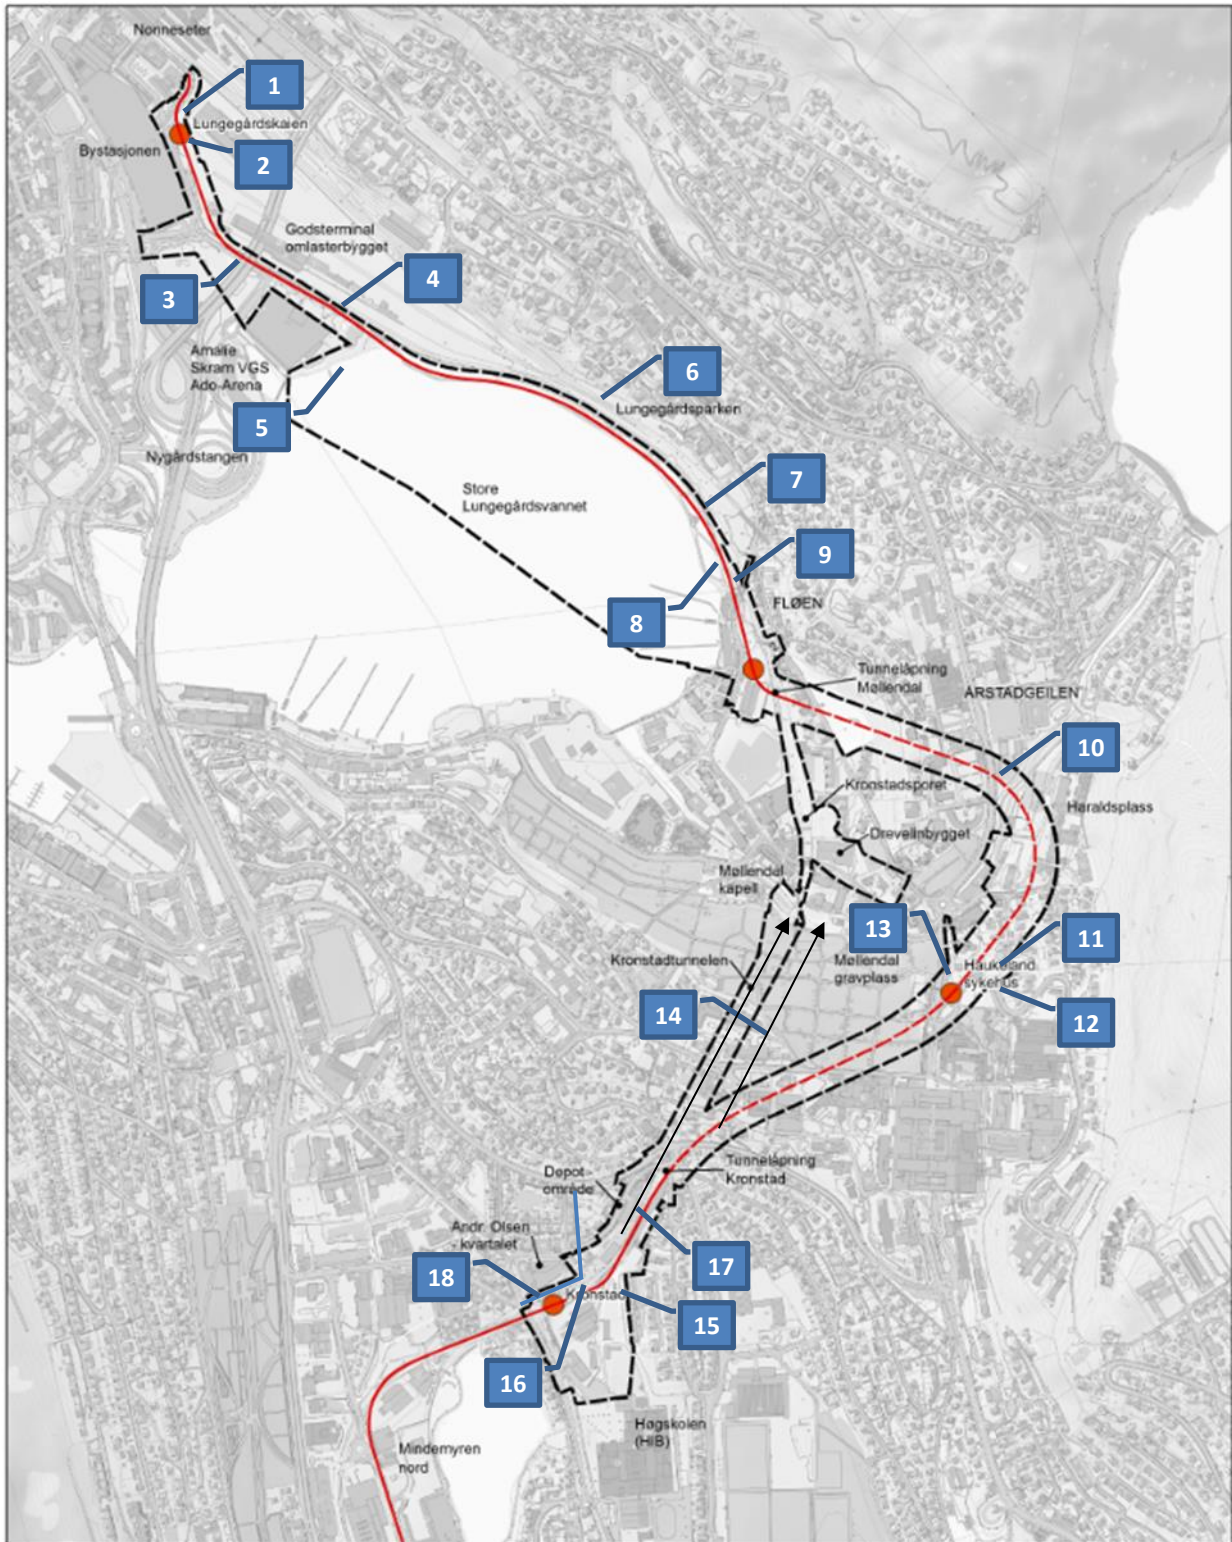 Nonneseter
1
Lungegårdskaien
Bystasjonen
2
Godsterminal
omlasterbygget
3
4
Amalie
Skram VGS
Ado-Arena
5
6
Lungegårdsparken
Nygårdstangen
7
Store
Lungegårdsvannet
9
8
FLØEN
Tunnelåpning
Møllendal
ÅRSTADGEILEN
10
Kronstadsporet
Haraldsplass
Drevelinbygget
Møllendal
kapell
13
11
Kronstadtunnelen
Møllendal
gravplass
Haukeland
sykehus
14
12
Tunnelåpning
Kronstad
Depot-
område
Andr. Olsen
- kvartalet
17
18
Kronstad
15
16
Høgskolen
(HIB)
Mindemyren
nord